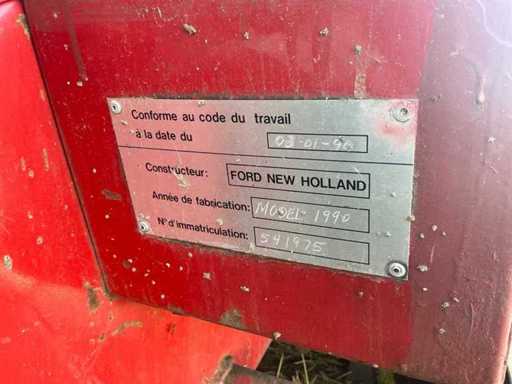 Conforme au code du travail
à la date du 03-01-90
Constructeur: FORD NEW HOLLAND
Année de fabrication: MODEL 1990
N° d'immatriculation: 541975